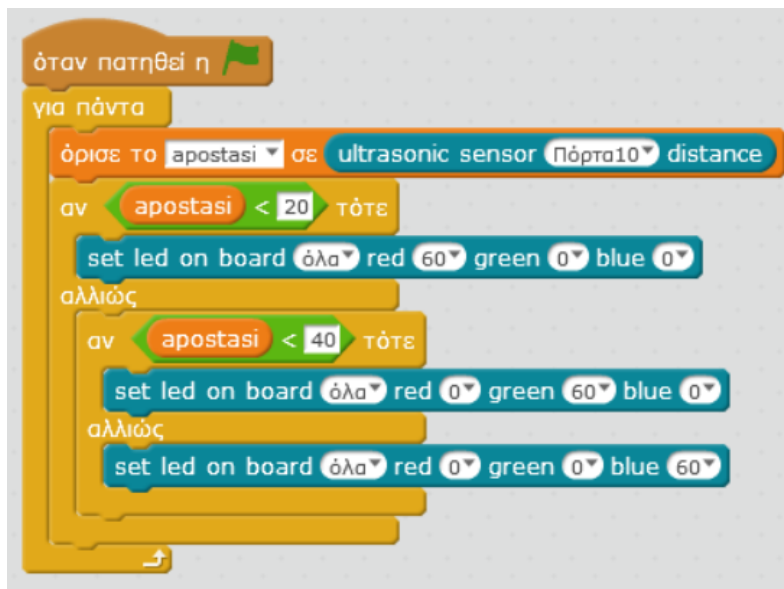 όταν πατηθεί η
για πάντα
όρισε το apostasi σε ultrasonic sensor Πόρτα10 distance
αν apostasi < 20 τότε
set led on board όλα red 60 green 0 blue 0
αλλιώς
αν apostasi < 40 τότε
set led on board όλα red 0 green 60 blue 0
αλλιώς
set led on board όλα red 0 green 0 blue 60